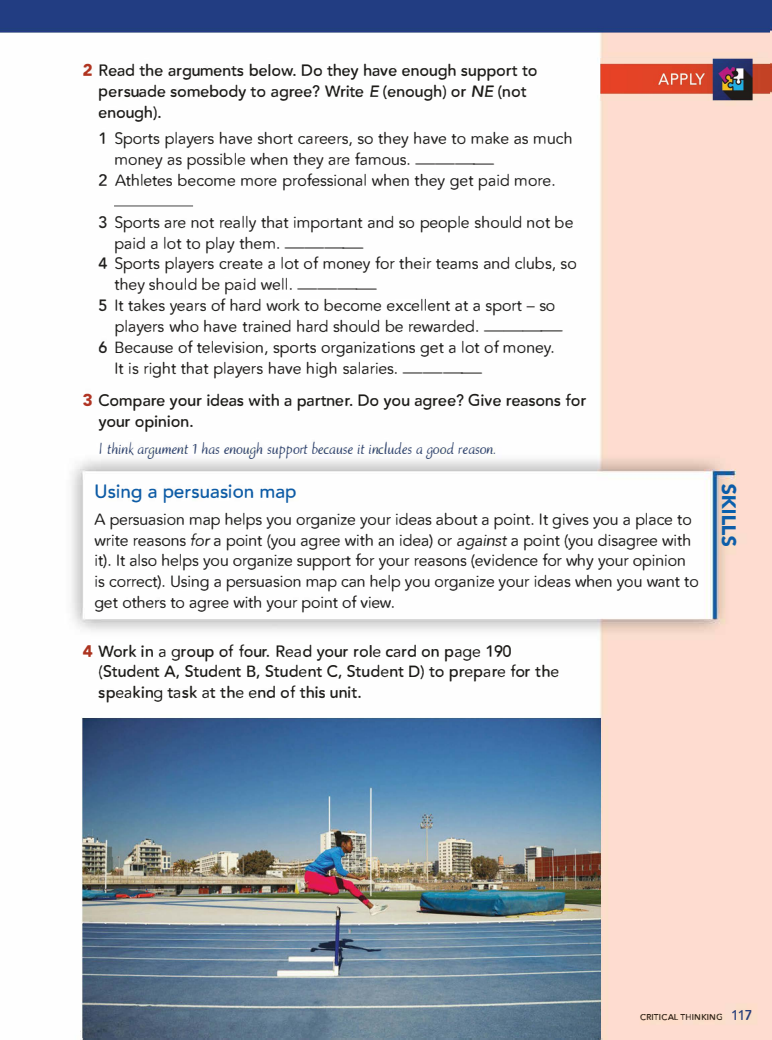 APPLY
2 Read the arguments below. Do they have enough support to
persuade somebody to agree? Write E (enough) or NE (not
enough).
1 Sports players have short careers, so they have to make as much
money as possible when they are famous. __________
2 Athletes become more professional when they get paid more.
__________
3 Sports are not really that important and so people should not be
paid a lot to play them. __________
4 Sports players create a lot of money for their teams and clubs, so
they should be paid well. __________
5 It takes years of hard work to become excellent at a sport – so
players who have trained hard should be rewarded. __________
6 Because of television, sports organizations get a lot of money.
It is right that players have high salaries. __________
3 Compare your ideas with a partner. Do you agree? Give reasons for
your opinion.
I think argument 1 has enough support because it includes a good reason.
Using a persuasion map
A persuasion map helps you organize your ideas about a point. It gives you a place to
write reasons for a point (you agree with an idea) or against a point (you disagree with
it). It also helps you organize support for your reasons (evidence for why your opinion
is correct). Using a persuasion map can help you organize your ideas when you want to
get others to agree with your point of view.
SKILLS
4 Work in a group of four. Read your role card on page 190
(Student A, Student B, Student C, Student D) to prepare for the
speaking task at the end of this unit.
CRITICAL THINKING 117